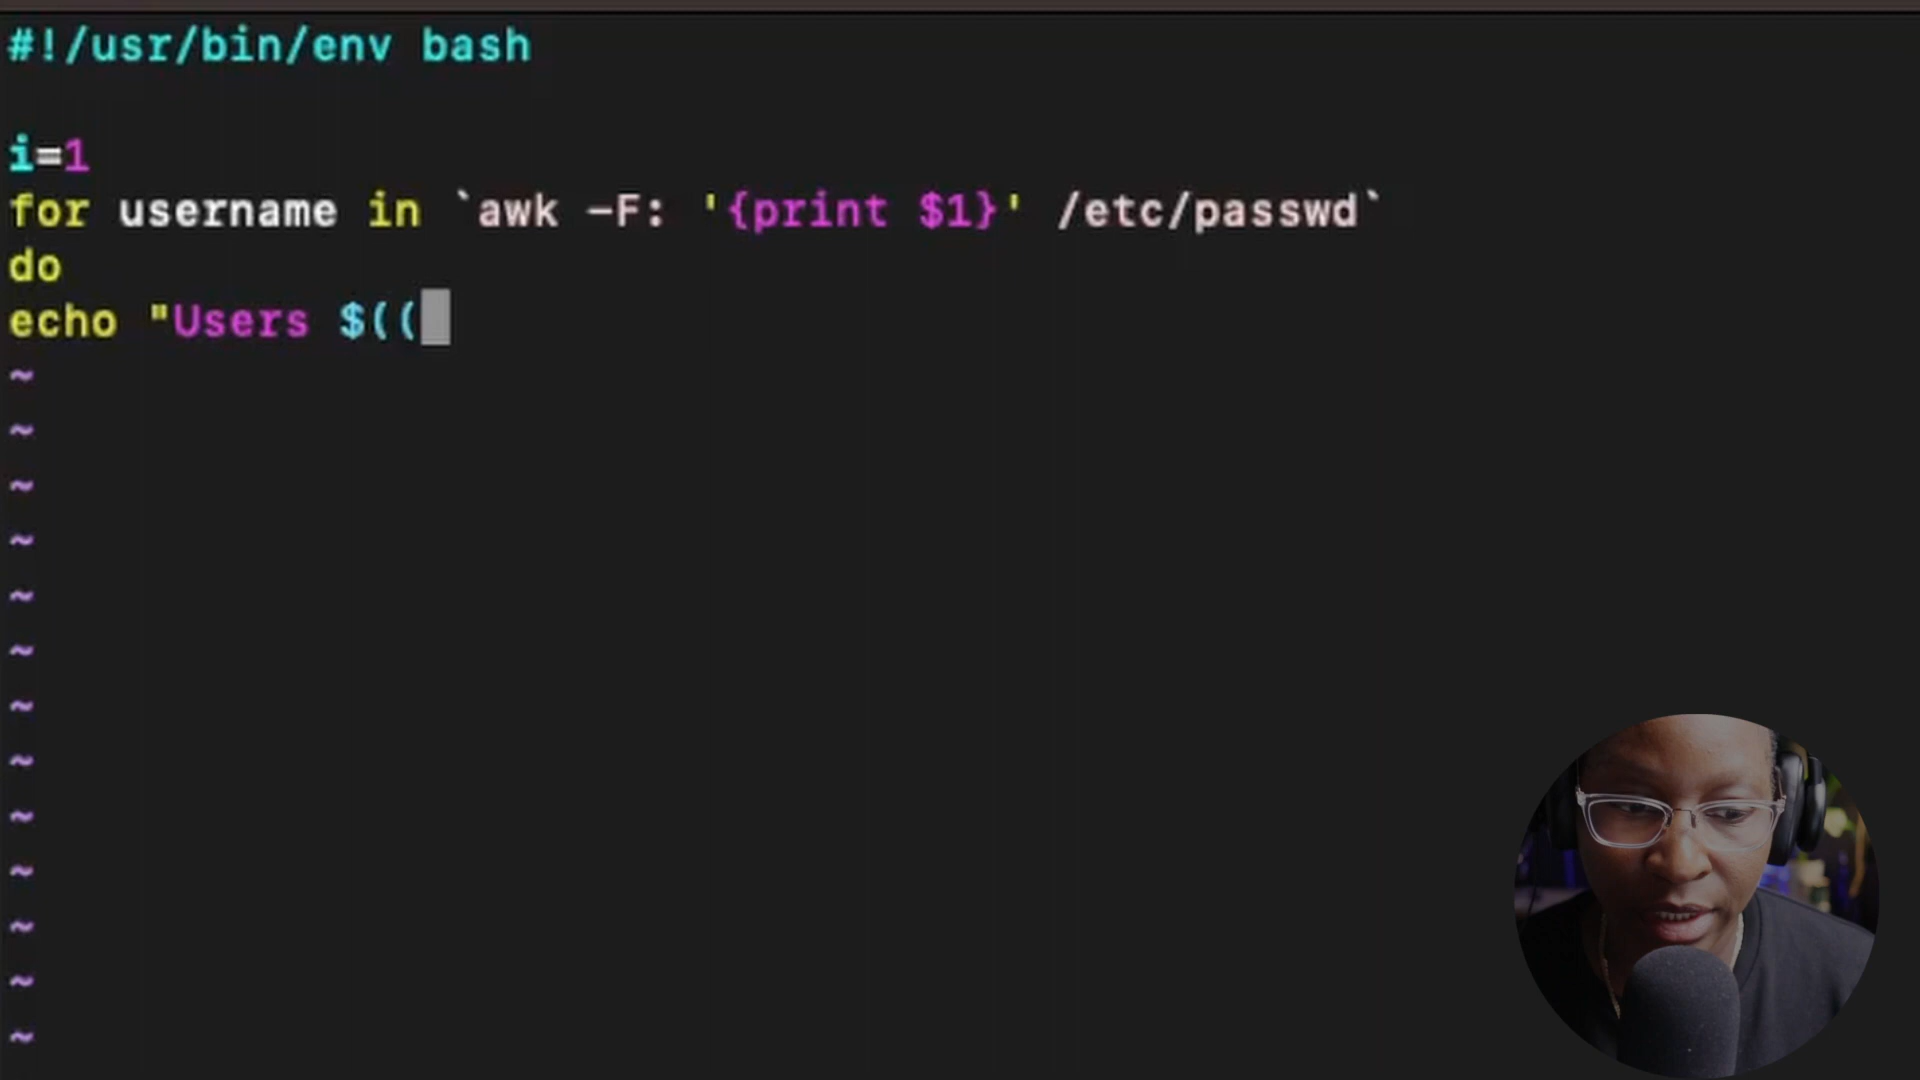 #!/usr/bin/env bash
i=1
for username in `awk -F: '{print $1}' /etc/passwd`
do
echo "Users $((
~
~
~
~
~
~
~
~
~
~
~
~
~